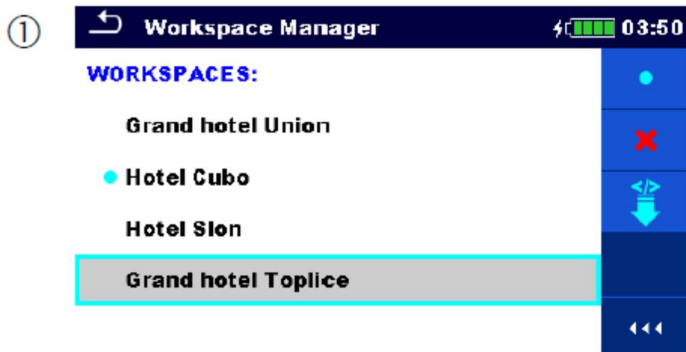 ①
Workspace Manager 03:50
WORKSPACES:
Grand hotel Union
Hotel Cubo
Hotel Slon
Grand hotel Toplice